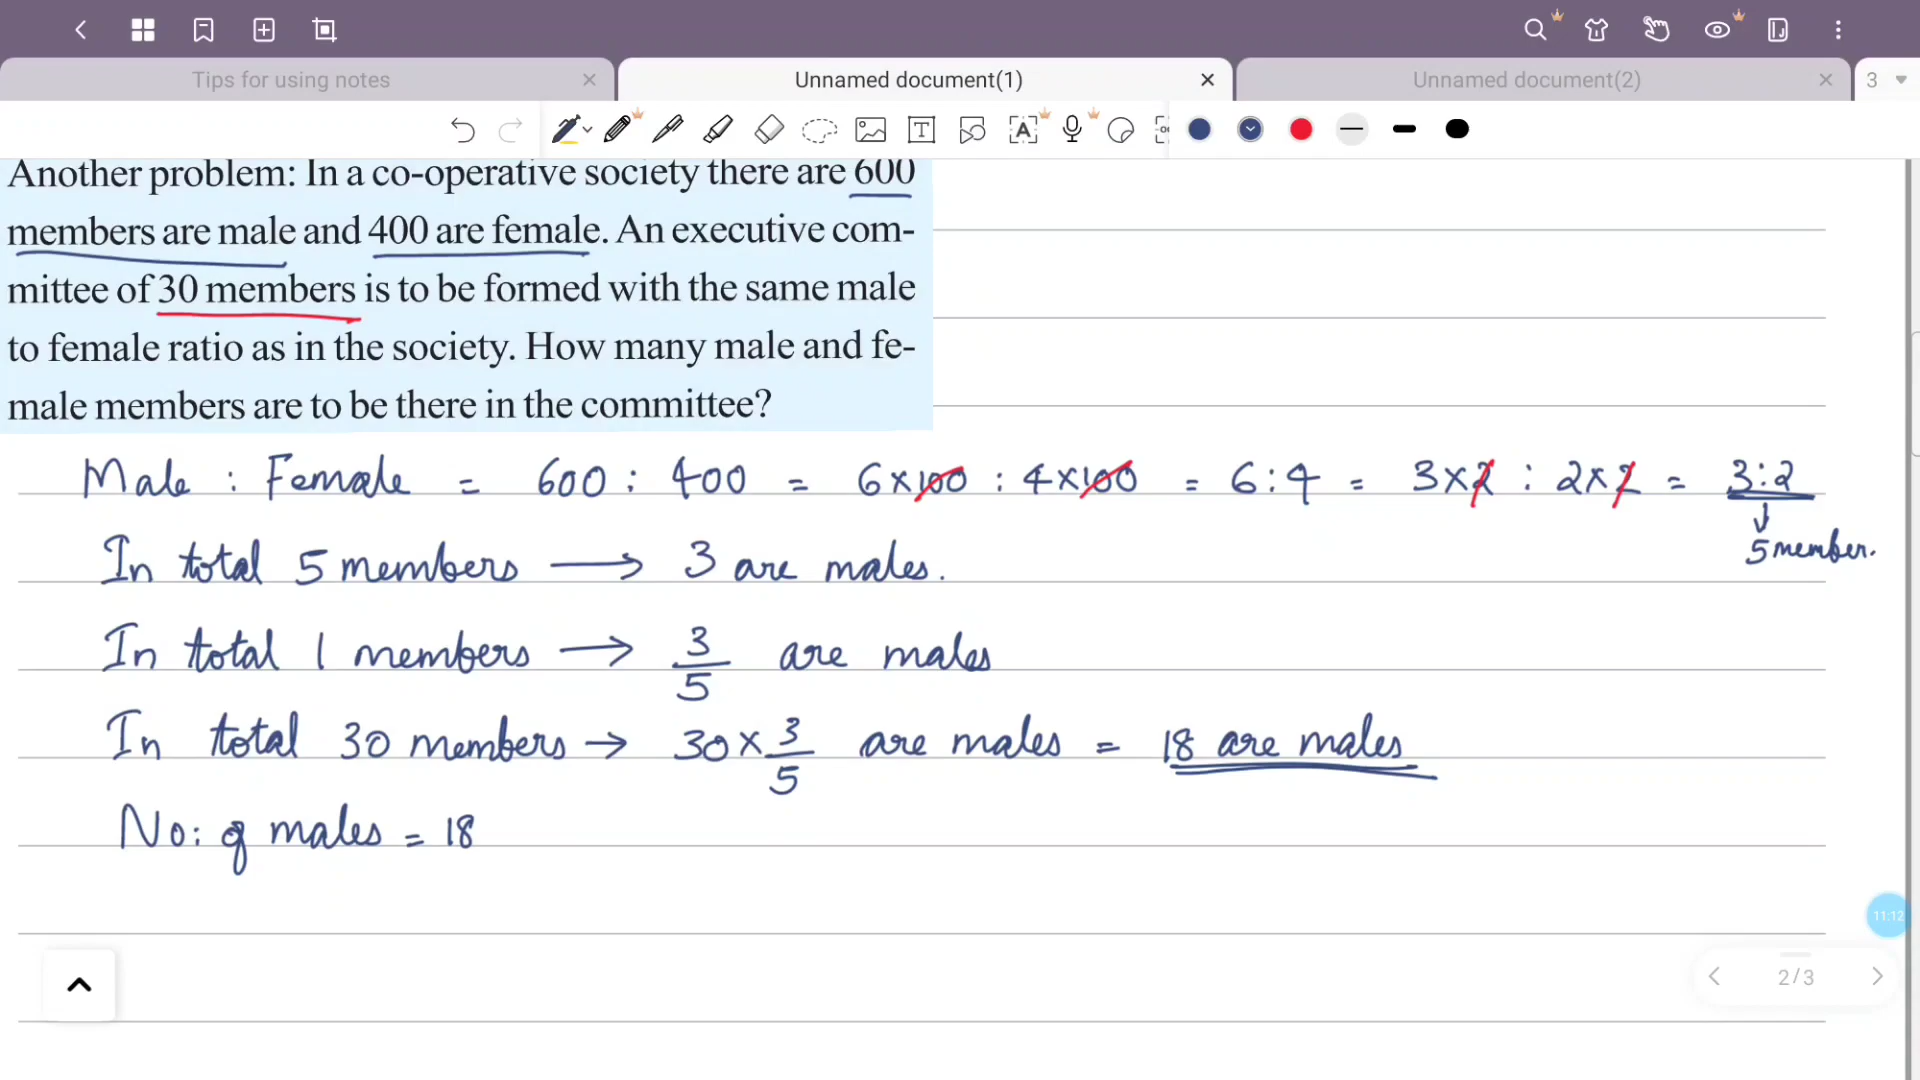 Tips for using notes
Unnamed document(1)
Unnamed document(2)
3
Another problem: In a co-operative society there are 600
members are male and 400 are female. An executive com-
mittee of 30 members is to be formed with the same male
to female ratio as in the society. How many male and fe-
male members are to be there in the committee?
Male : Female = 600 : 400 = 6×100 : 4×100 = 6:4 = 3×2 : 2×2 = 3:2
↓
5 member.
In total 5 members → 3 are males.
In total 1 members → 3/5 are males
In total 30 members → 30×3/5 are males = 18 are males
No: of males = 18
11:12
2/3